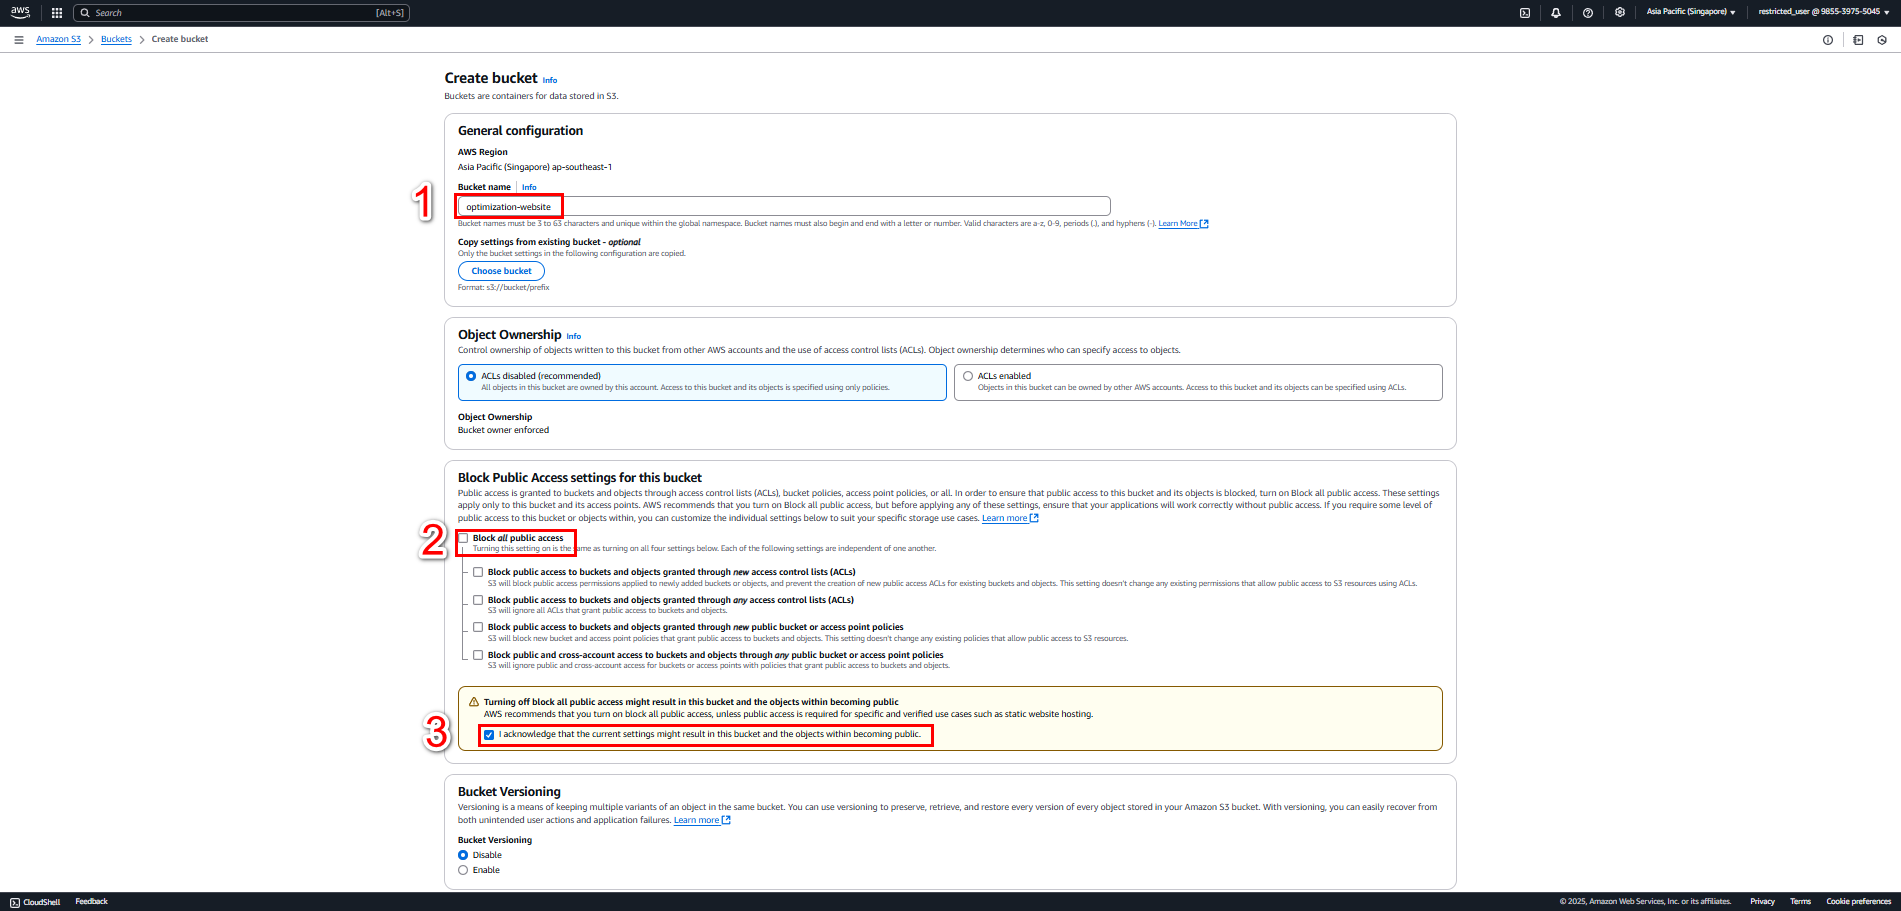 aws
Search [Alt+S]
Asia Pacific (Singapore)
restricted_user @ 9855-3975-5045
Amazon S3 > Buckets > Create bucket
Create bucket Info
Buckets are containers for data stored in S3.
General configuration
AWS Region
Asia Pacific (Singapore) ap-southeast-1
Bucket name Info
1
optimization-website
Bucket names must be 3 to 63 characters and unique within the global namespace. Bucket names must also begin and end with a letter or number. Valid characters are a-z, 0-9, periods (.), and hyphens (-). Learn More
Copy settings from existing bucket - optional
Only the bucket settings in the following configuration are copied.
Choose bucket
Format: s3://bucket/prefix
Object Ownership Info
Control ownership of objects written to this bucket from other AWS accounts and the use of access control lists (ACLs). Object ownership determines who can specify access to objects.
ACLs disabled (recommended)
All objects in this bucket are owned by this account. Access to this bucket and its objects is specified using only policies.
ACLs enabled
Objects in this bucket can be owned by other AWS accounts. Access to this bucket and its objects can be specified using ACLs.
Object Ownership
Bucket owner enforced
Block Public Access settings for this bucket
Public access is granted to buckets and objects through access control lists (ACLs), bucket policies, access point policies, or all. In order to ensure that public access to this bucket and its objects is blocked, turn on Block all public access. These settings
apply only to this bucket and its access points. AWS recommends that you turn on Block all public access, but before applying any of these settings, ensure that your applications will work correctly without public access. If you require some level of
public access to this bucket or objects within, you can customize the individual settings below to suit your specific storage use cases. Learn more
2
Block all public access
Turning this setting on is the same as turning on all four settings below. Each of the following settings are independent of one another.
Block public access to buckets and objects granted through new access control lists (ACLs)
S3 will block public access permissions applied to newly added buckets or objects, and prevent the creation of new public access ACLs for existing buckets and objects. This setting doesn't change any existing permissions that allow public access to S3 resources using ACLs.
Block public access to buckets and objects granted through any access control lists (ACLs)
S3 will ignore all ACLs that grant public access to buckets and objects.
Block public access to buckets and objects granted through new public bucket or access point policies
S3 will block new bucket and access point policies that grant public access to buckets and objects. This setting doesn't change any existing policies that allow public access to S3 resources.
Block public and cross-account access to buckets and objects through any public bucket or access point policies
S3 will ignore public and cross-account access for buckets or access points with policies that grant public access to buckets and objects.
Turning off block all public access might result in this bucket and the objects within becoming public
AWS recommends that you turn on block all public access, unless public access is required for specific and verified use cases such as static website hosting.
3
I acknowledge that the current settings might result in this bucket and the objects within becoming public.
Bucket Versioning
Versioning is a means of keeping multiple variants of an object in the same bucket. You can use versioning to preserve, retrieve, and restore every version of every object stored in your Amazon S3 bucket. With versioning, you can easily recover from
both unintended user actions and application failures. Learn more
Bucket Versioning
Disable
Enable
CloudShell Feedback
© 2025, Amazon Web Services, Inc. or its affiliates. Privacy Terms Cookie preferences